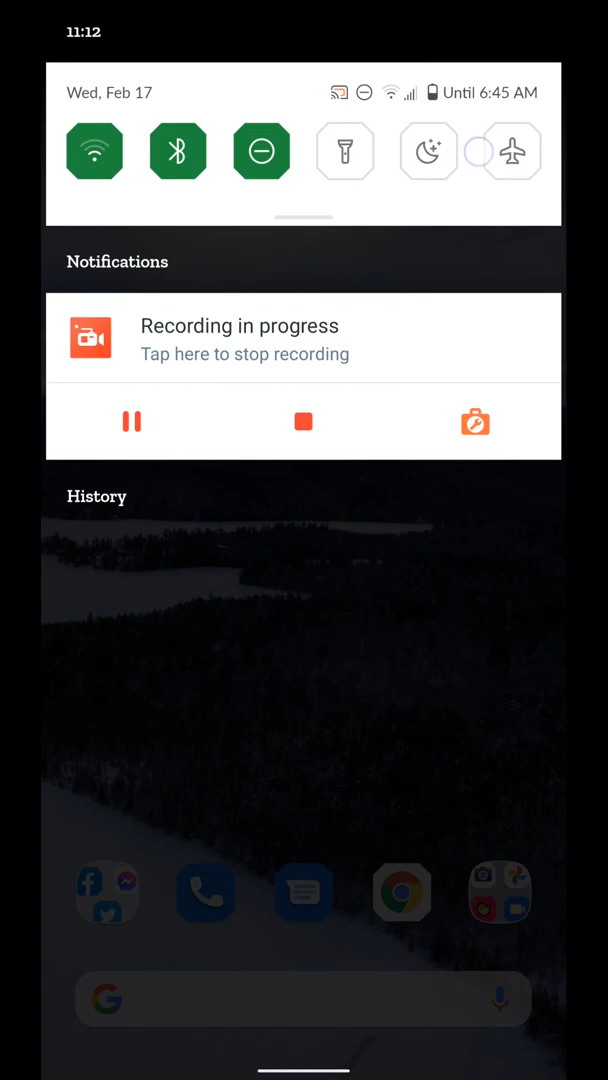 11:12
Wed, Feb 17
Until 6:45 AM
Notifications
Recording in progress
Tap here to stop recording
History